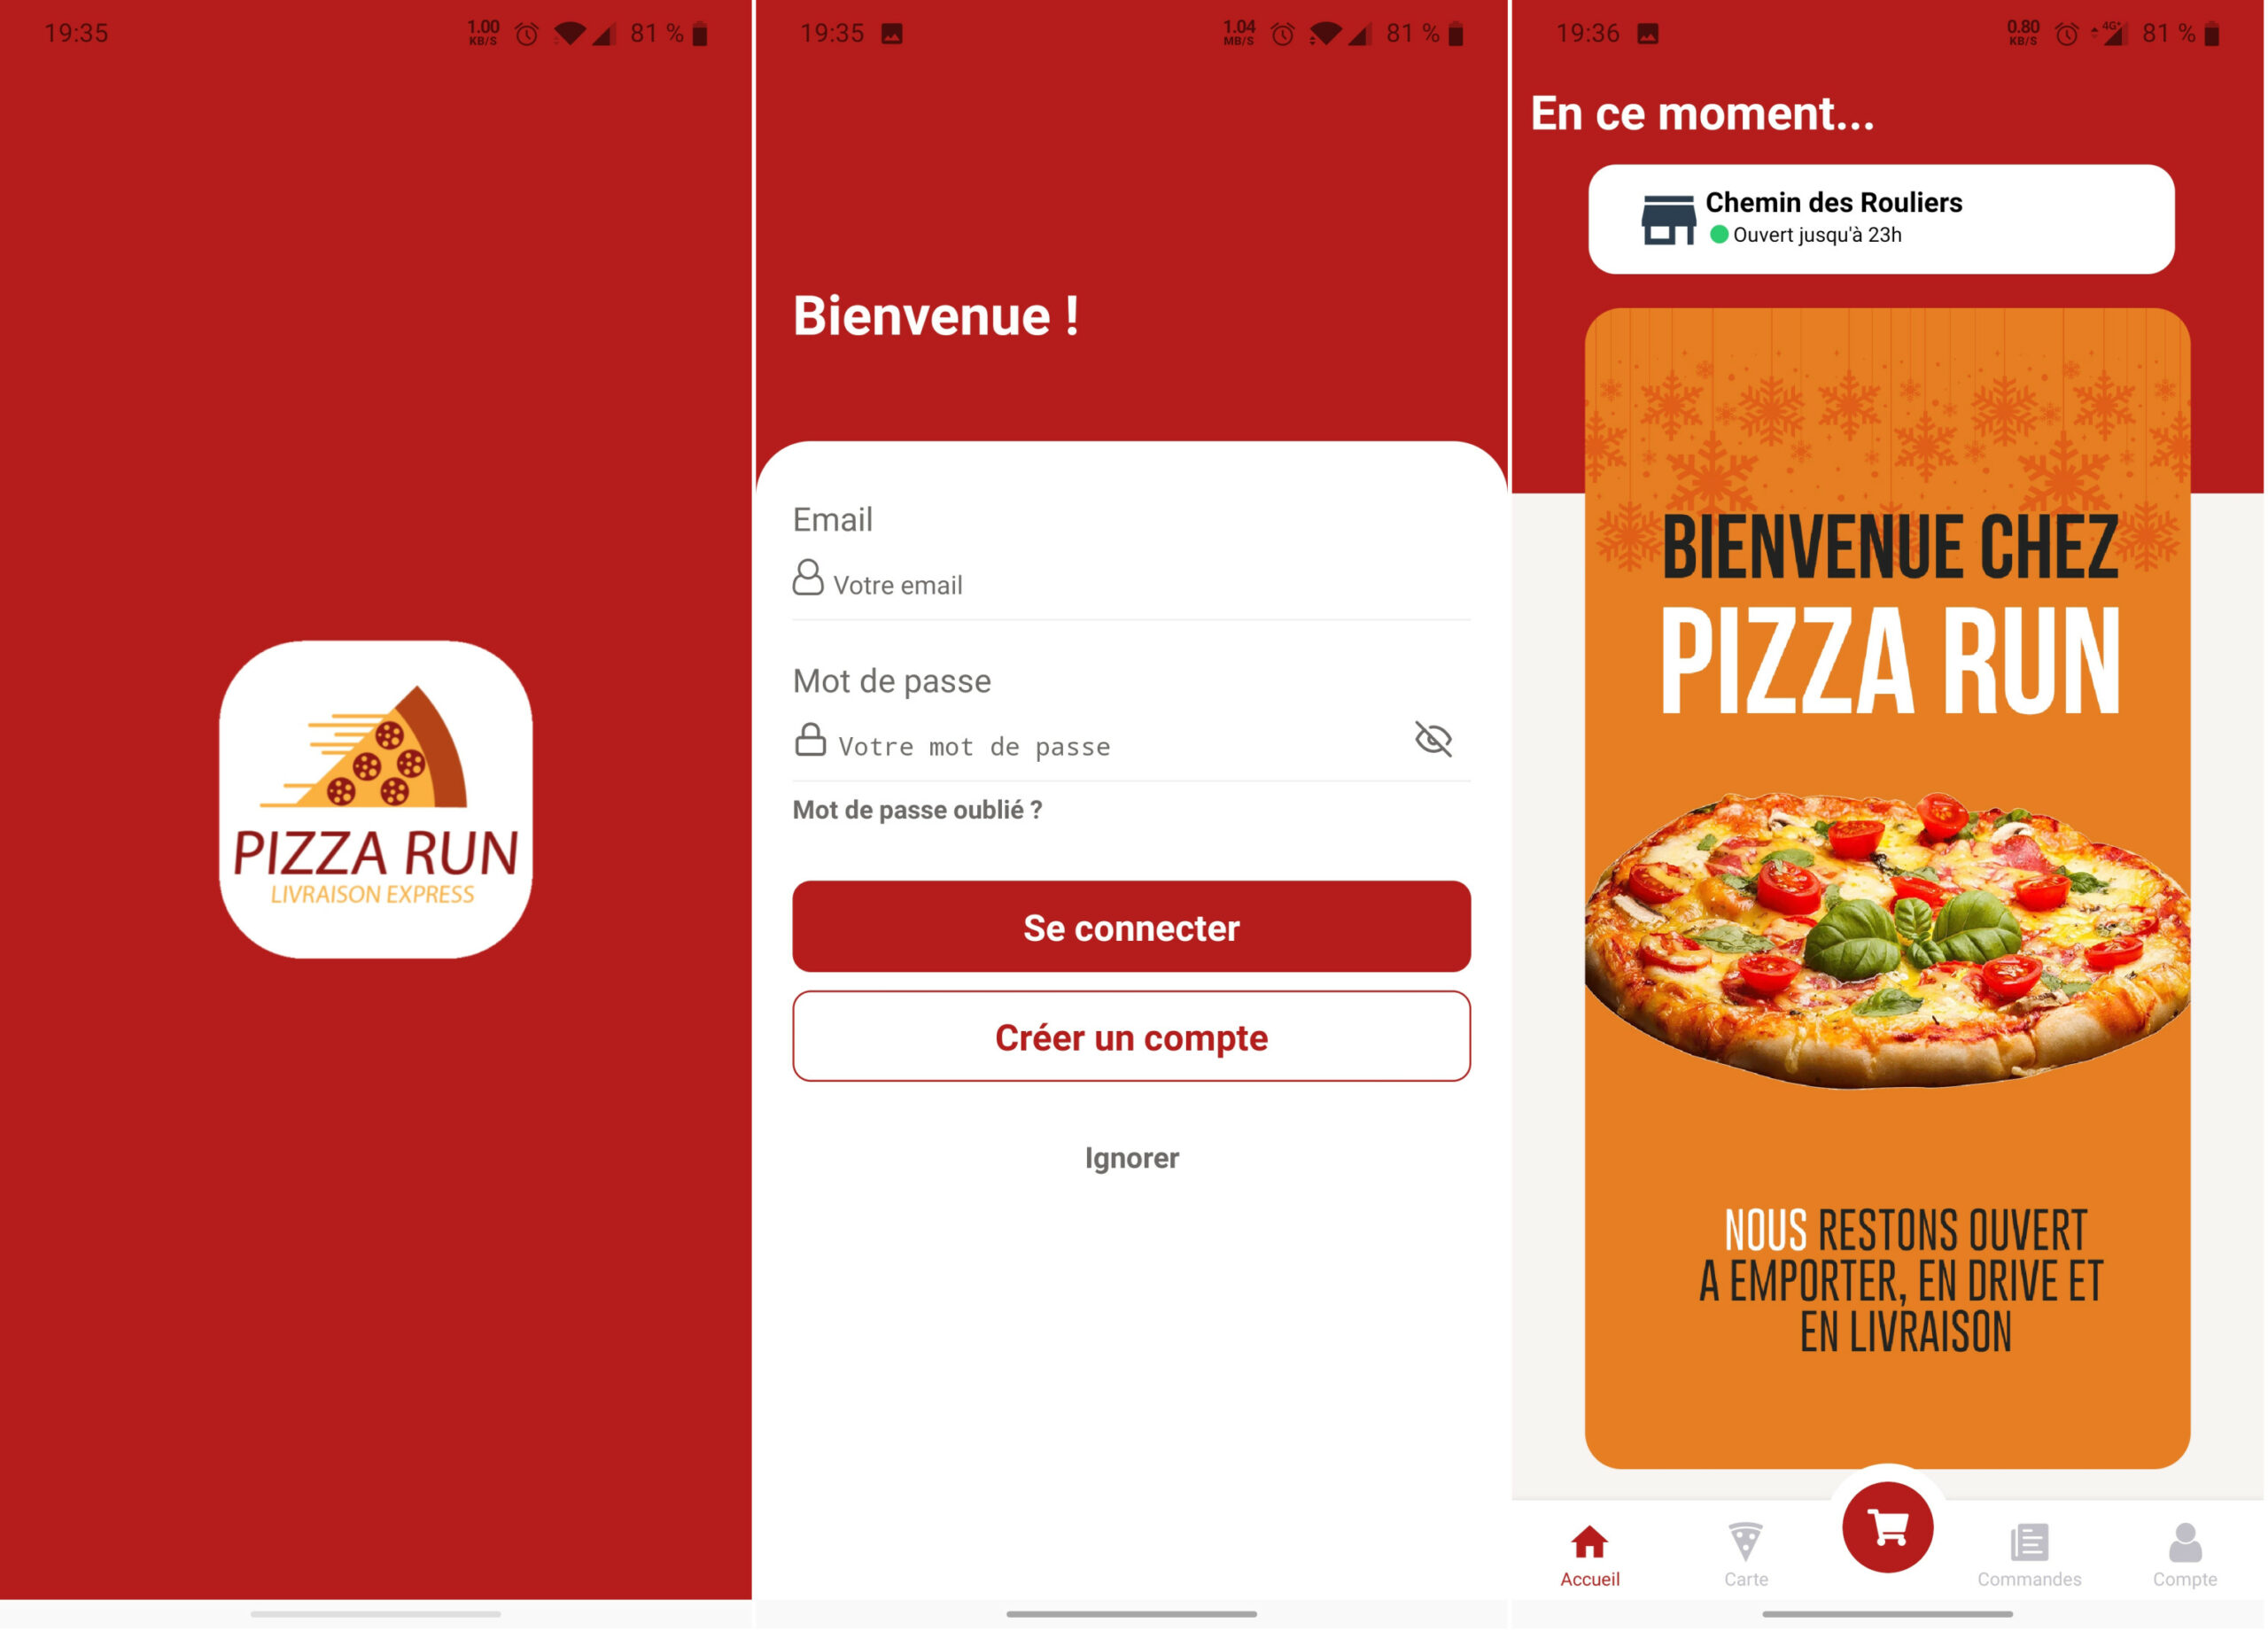 19:35
1.00
KB/S
81 %
PIZZA RUN
LIVRAISON EXPRESS
19:35
1.04
MB/S
81 %
Bienvenue !
Email
Votre email
Mot de passe
Votre mot de passe
Mot de passe oublié ?
Se connecter
Créer un compte
Ignorer
19:36
0.80
KB/S
4G+
81 %
En ce moment...
Chemin des Rouliers
Ouvert jusqu'à 23h
BIENVENUE CHEZ
PIZZA RUN
NOUS RESTONS OUVERT
A EMPORTER, EN DRIVE ET
EN LIVRAISON
Accueil
Carte
Commandes
Compte